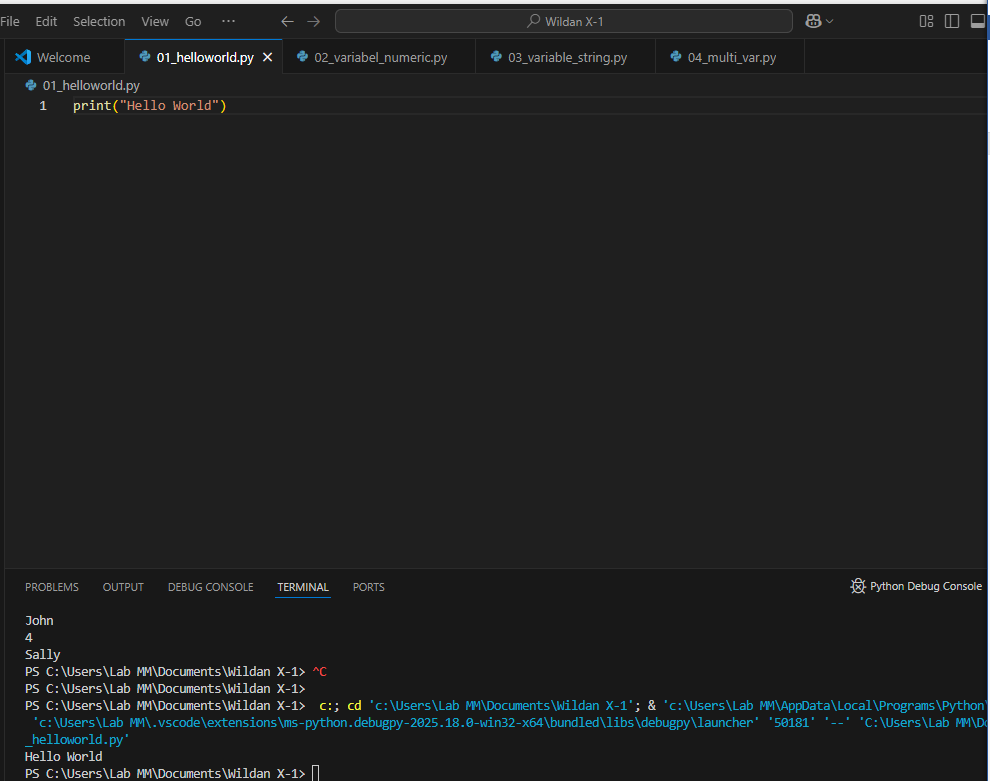 File Edit Selection View Go ··· ← → Wildan X-1
Welcome 01_helloworld.py × 02_variabel_numeric.py 03_variable_string.py 04_multi_var.py
01_helloworld.py
1 print("Hello World")
PROBLEMS OUTPUT DEBUG CONSOLE TERMINAL PORTS Python Debug Console
John
4
Sally
PS C:\Users\Lab MM\Documents\Wildan X-1> ^C
PS C:\Users\Lab MM\Documents\Wildan X-1>
PS C:\Users\Lab MM\Documents\Wildan X-1>  c:; cd 'c:\Users\Lab MM\Documents\Wildan X-1'; & 'c:\Users\Lab MM\AppData\Local\Programs\Python\
'c:\Users\Lab MM\.vscode\extensions\ms-python.debugpy-2025.18.0-win32-x64\bundled\libs\debugpy\launcher' '50181' '--' 'C:\Users\Lab MM\Do
_helloworld.py'
Hello World
PS C:\Users\Lab MM\Documents\Wildan X-1>